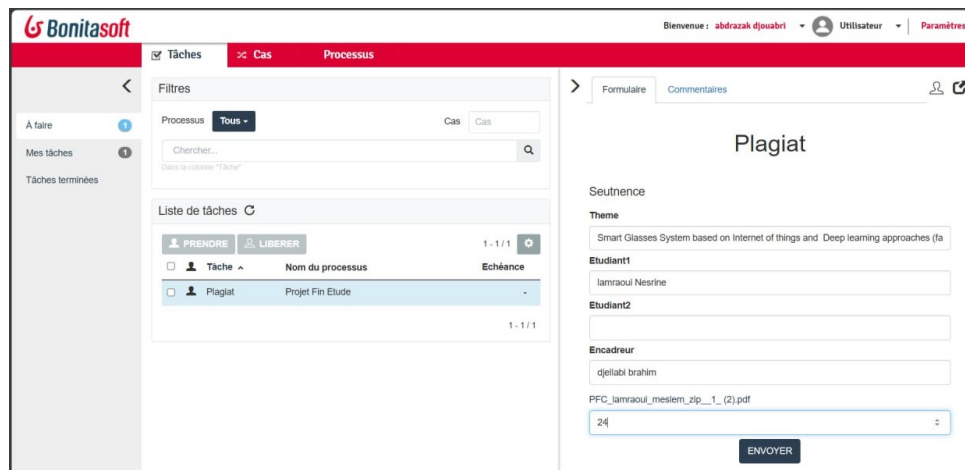 Bonitasoft
Bienvenue : abdrazak djouabri Utilisateur Paramètres
Tâches Cas Processus
À faire 1
Mes tâches 1
Tâches terminées
Filtres
Processus Tous Cas Cas
Chercher...
Dans la colonne "Tâche"
Liste de tâches
PRENDRE LIBERER 1 - 1 / 1
Tâche Nom du processus Echéance
Plagiat Projet Fin Etude -
1 - 1 / 1
Formulaire Commentaires
Plagiat
Seutnence
Theme
Smart Glasses System based on Internet of things and Deep learning approaches (fa
Etudiant1
lamraoui Nesrine
Etudiant2
Encadreur
djellabi brahim
PFC_lamraoui_meslem_zip__1_ (2).pdf
24
ENVOYER